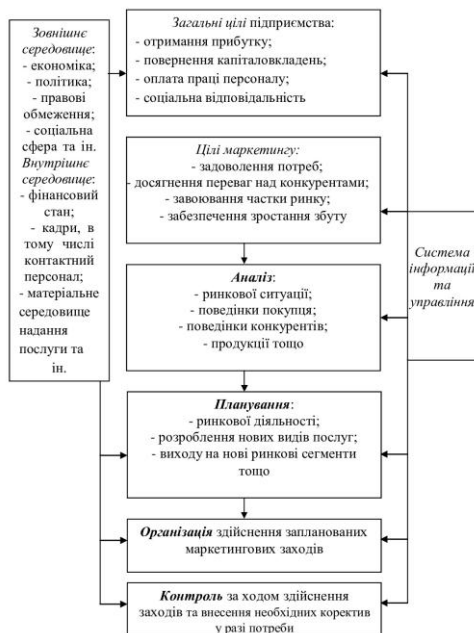 Зовнішнє
середовище:
- економіка;
- політика;
- правові
обмеження;
- соціальна
сфера та ін.
Внутрішнє
середовище:
- фінансовий
стан;
- кадри, в
тому числі
контактний
персонал;
- матеріальне
середовище
надання
послуги та
ін.
Загальні цілі підприємства:
- отримання прибутку;
- повернення капіталовкладень;
- оплата праці персоналу;
- соціальна відповідальність
Цілі маркетингу:
- задоволення потреб;
-досягнення переваг над конкурентами;
- завоювання частки ринку;
- забезпечення зростання збуту
Аналіз:
- ринкової ситуації;
- поведінки покупця;
- поведінки конкурентів;
- продукції тощо
Планування:
- ринкової діяльності;
- розроблення нових видів послуг;
- виходу на нові ринкові сегменти
тощо
Організація здійснення запланованих
маркетингових заходів
Контроль за ходом здійснення
заходів та внесення необхідних коректив
у разі потреби
Система
інформації
та
управління